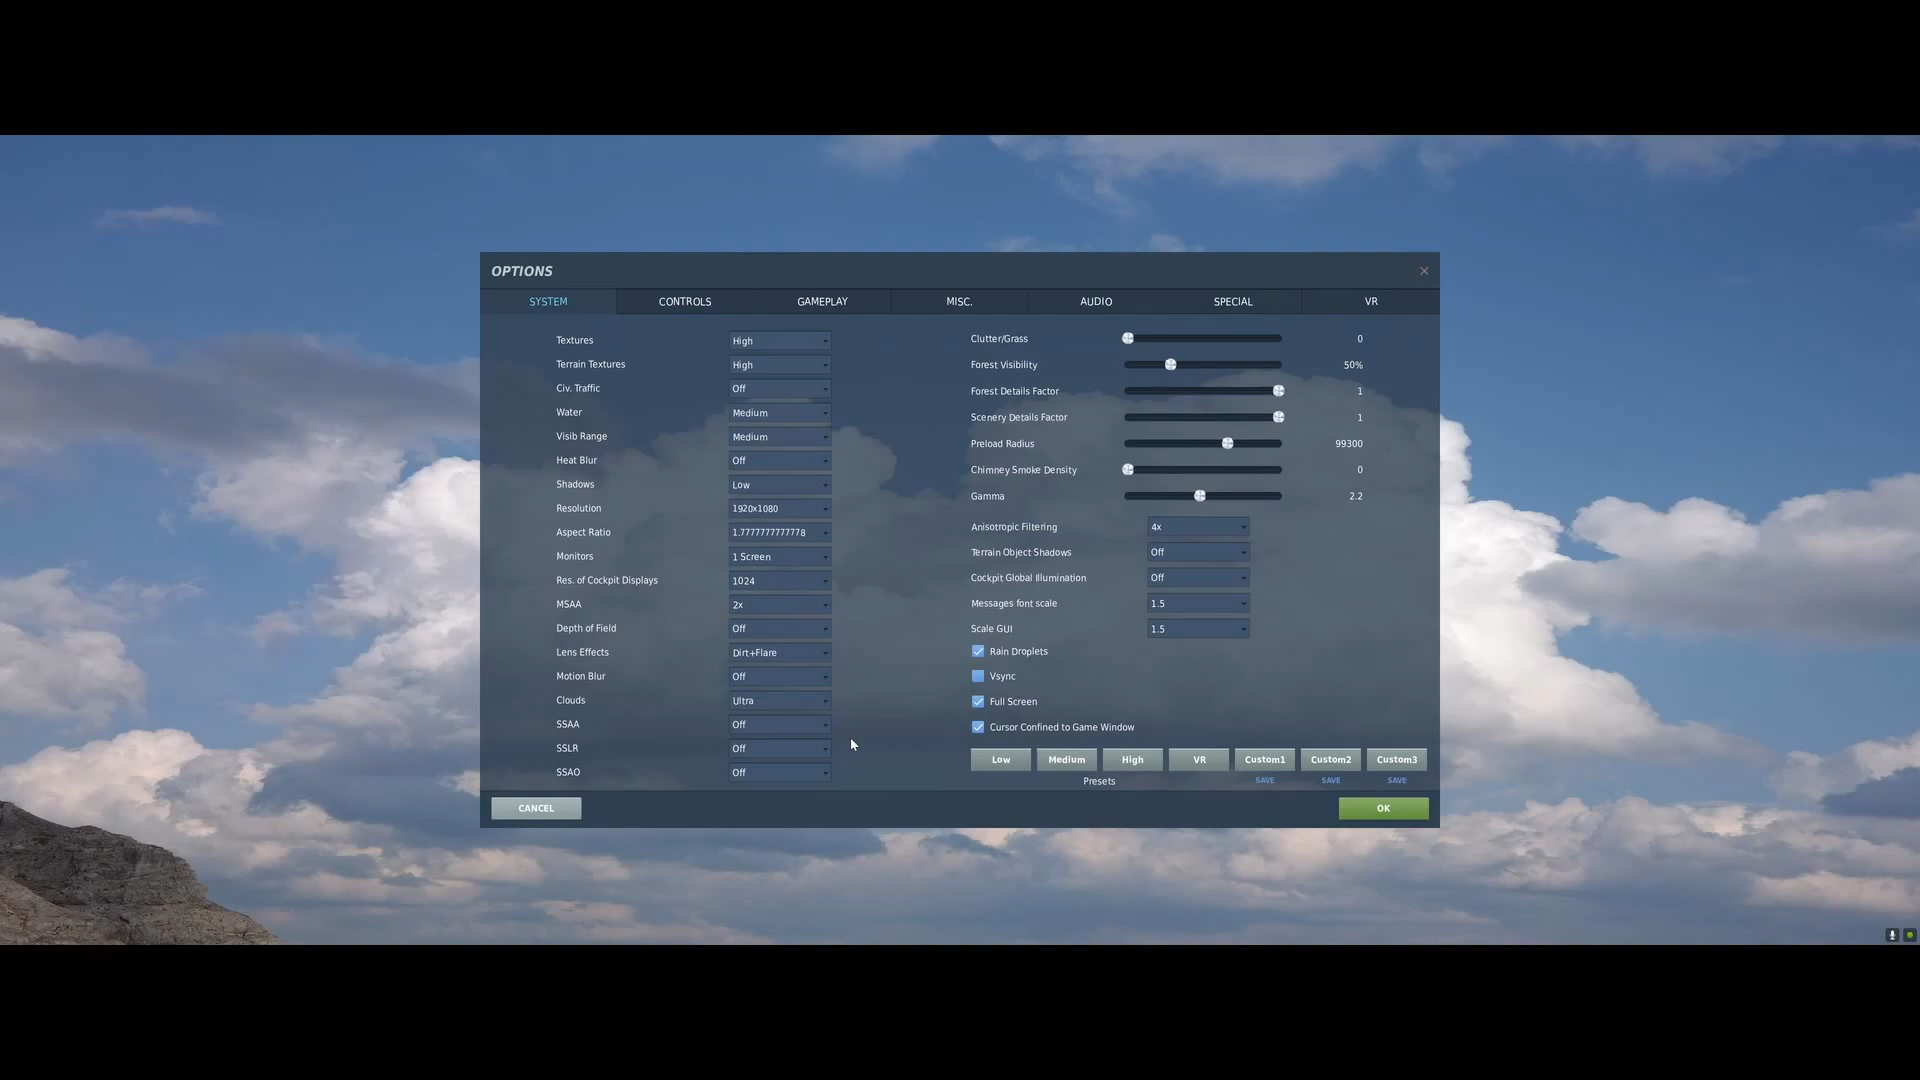 OPTIONS
SYSTEM CONTROLS GAMEPLAY MISC. AUDIO SPECIAL VR
Textures High
Terrain Textures High
Civ. Traffic Off
Water Medium
Visib Range Medium
Heat Blur Off
Shadows Low
Resolution 1920x1080
Aspect Ratio 1.7777777777778
Monitors 1 Screen
Res. of Cockpit Displays 1024
MSAA 2x
Depth of Field Off
Lens Effects Dirt+Flare
Motion Blur Off
Clouds Ultra
SSAA Off
SSLR Off
SSAO Off
Clutter/Grass 0
Forest Visibility 50%
Forest Details Factor 1
Scenery Details Factor 1
Preload Radius 99300
Chimney Smoke Density 0
Gamma 2.2
Anisotropic Filtering 4x
Terrain Object Shadows Off
Cockpit Global Illumination Off
Messages font scale 1.5
Scale GUI 1.5
Rain Droplets
Vsync
Full Screen
Cursor Confined to Game Window
Low Medium High VR Custom1 Custom2 Custom3
Presets SAVE SAVE SAVE
CANCEL OK